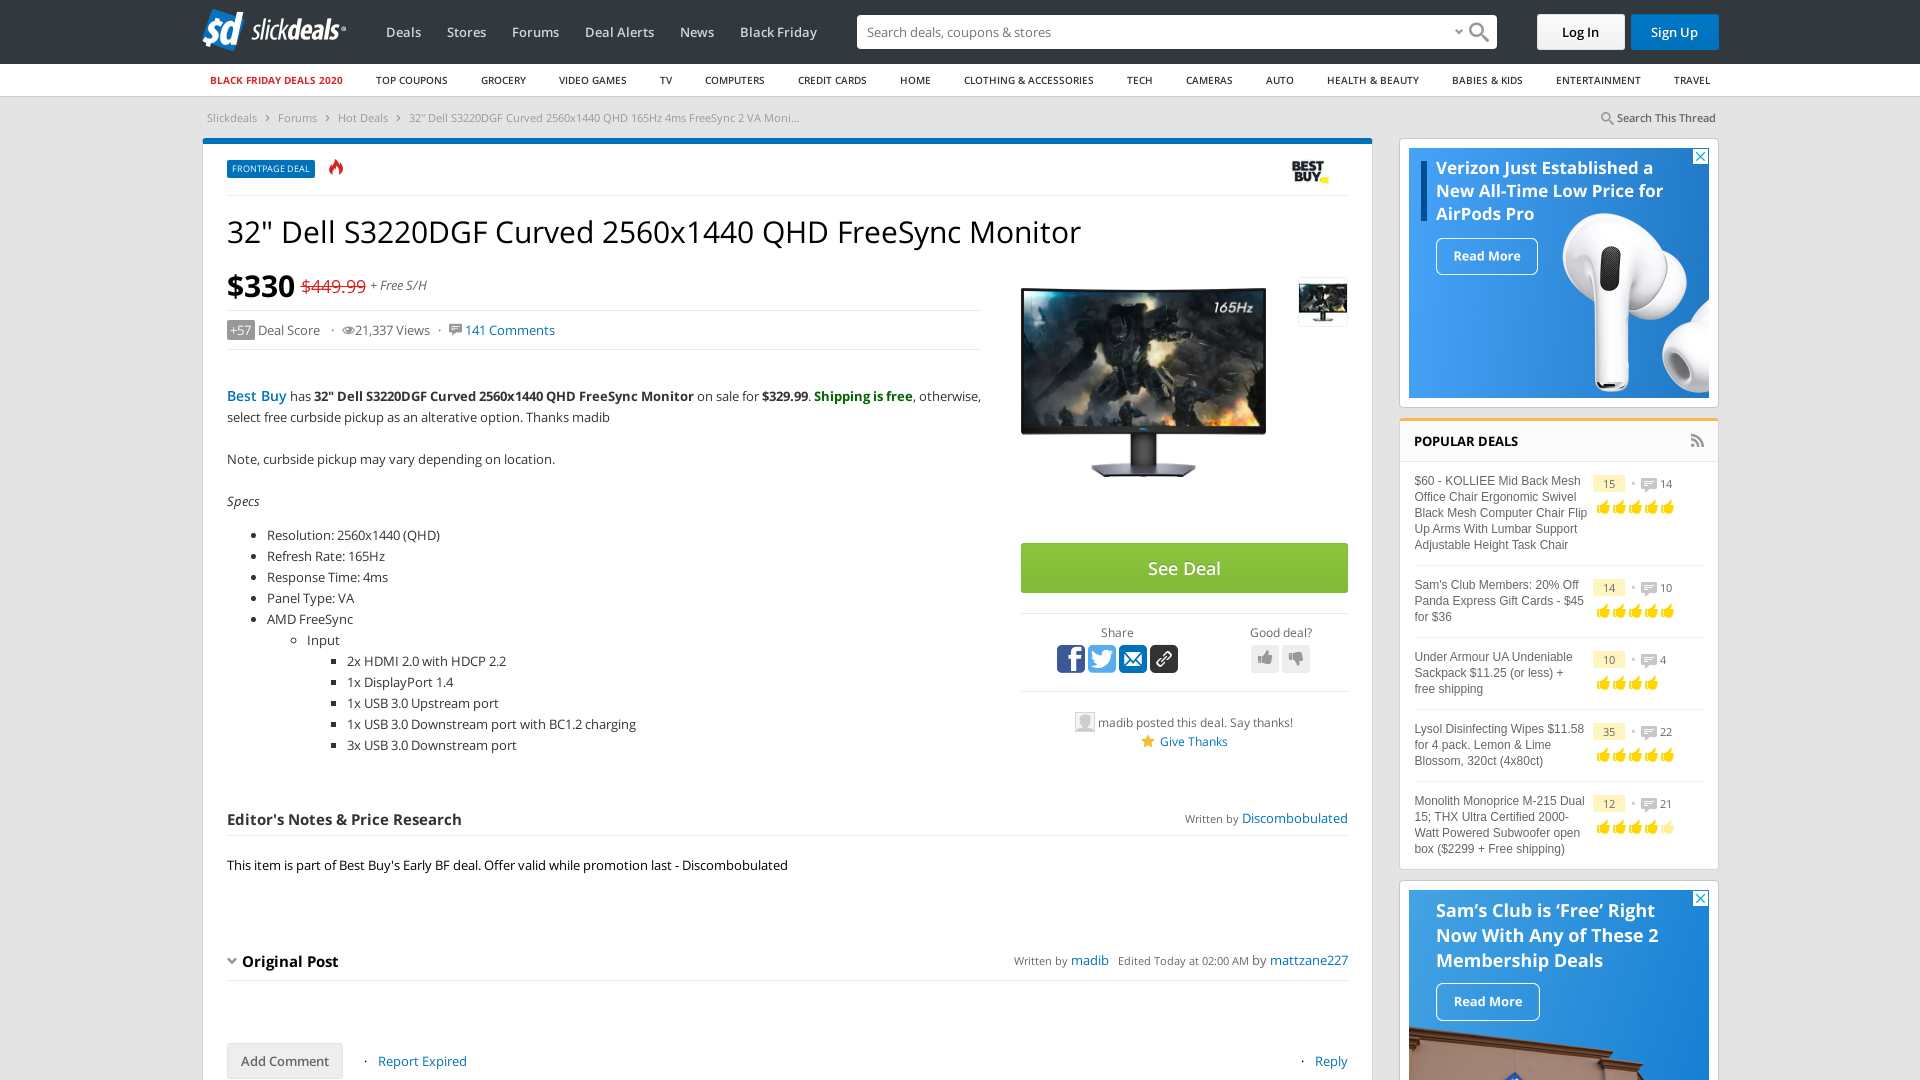 sd slickdeals
Deals
Stores
Forums
Deal Alerts
News
Black Friday
Search deals, coupons & stores
Log In
Sign Up
BLACK FRIDAY DEALS 2020
TOP COUPONS
GROCERY
VIDEO GAMES
TV
COMPUTERS
CREDIT CARDS
HOME
CLOTHING & ACCESSORIES
TECH
CAMERAS
AUTO
HEALTH & BEAUTY
BABIES & KIDS
ENTERTAINMENT
TRAVEL
Slickdeals › Forums › Hot Deals › 32" Dell S3220DGF Curved 2560x1440 QHD 165Hz 4ms FreeSync 2 VA Moni...
Search This Thread
FRONTPAGE DEAL
BEST
BUY
32" Dell S3220DGF Curved 2560x1440 QHD FreeSync Monitor
$330 $449.99 + Free S/H
+57 Deal Score · 21,337 Views · 141 Comments
Best Buy has 32" Dell S3220DGF Curved 2560x1440 QHD FreeSync Monitor on sale for $329.99. Shipping is free, otherwise,
select free curbside pickup as an alterative option. Thanks madib
Note, curbside pickup may vary depending on location.
Specs
• Resolution: 2560x1440 (QHD)
• Refresh Rate: 165Hz
• Response Time: 4ms
• Panel Type: VA
• AMD FreeSync
◦ Input
▪ 2x HDMI 2.0 with HDCP 2.2
▪ 1x DisplayPort 1.4
▪ 1x USB 3.0 Upstream port
▪ 1x USB 3.0 Downstream port with BC1.2 charging
▪ 3x USB 3.0 Downstream port
165Hz
See Deal
Share
Good deal?
madib posted this deal. Say thanks!
Give Thanks
Editor's Notes & Price Research
Written by Discombobulated
This item is part of Best Buy's Early BF deal. Offer valid while promotion last - Discombobulated
Original Post
Written by madib Edited Today at 02:00 AM by mattzane227
Add Comment · Report Expired
· Reply
Verizon Just Established a
New All-Time Low Price for
AirPods Pro
Read More
POPULAR DEALS
$60 - KOLLIEE Mid Back Mesh
Office Chair Ergonomic Swivel
Black Mesh Computer Chair Flip
Up Arms With Lumbar Support
Adjustable Height Task Chair
15 • 14
Sam's Club Members: 20% Off
Panda Express Gift Cards - $45
for $36
14 • 10
Under Armour UA Undeniable
Sackpack $11.25 (or less) +
free shipping
10 • 4
Lysol Disinfecting Wipes $11.58
for 4 pack. Lemon & Lime
Blossom, 320ct (4x80ct)
35 • 22
Monolith Monoprice M-215 Dual
15; THX Ultra Certified 2000-
Watt Powered Subwoofer open
box ($2299 + Free shipping)
12 • 21
Sam's Club is 'Free' Right
Now With Any of These 2
Membership Deals
Read More